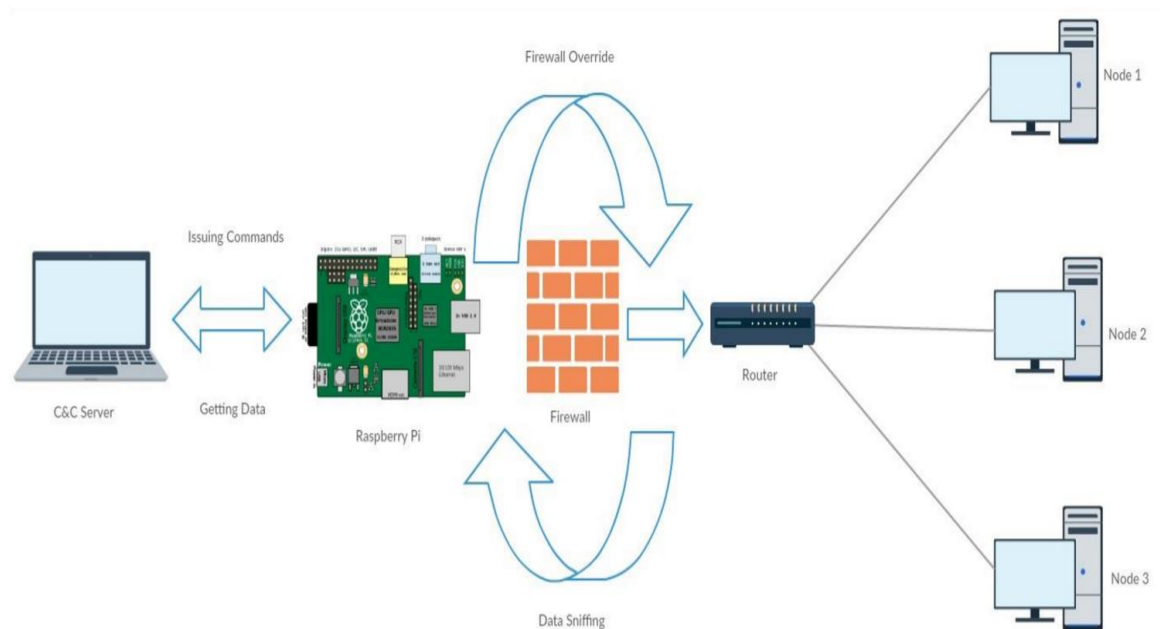 Firewall Override
Node 1
Issuing Commands
Node 2
Router
C&C Server
Getting Data
Firewall
Raspberry Pi
Node 3
Data Sniffing